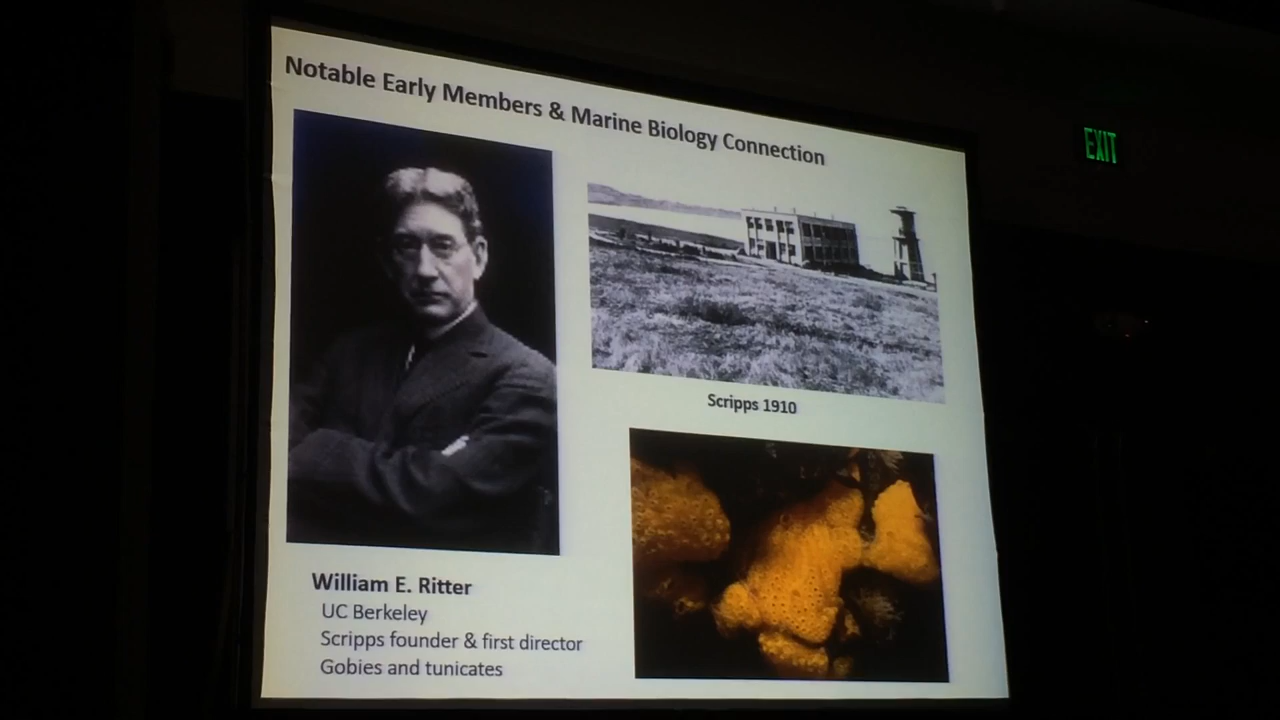 Notable Early Members & Marine Biology Connection
EXIT
Scripps 1910
William E. Ritter
UC Berkeley
Scripps founder & first director
Gobies and tunicates